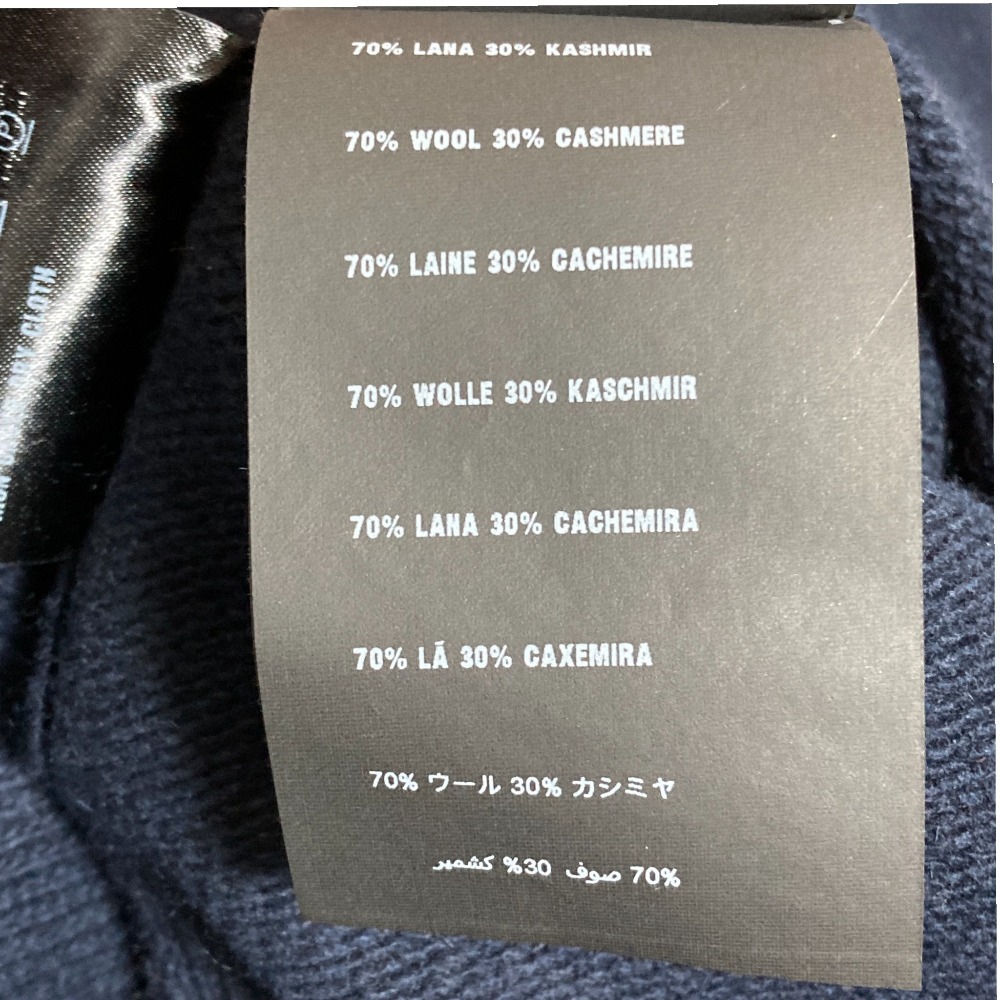 70% LANA 30% KASHMIR
70% WOOL 30% CASHMERE
70% LAINE 30% CACHEMIRE
70% WOLLE 30% KASCHMIR
70% LANA 30% CACHEMIRA
70% LÃ 30% CAXEMIRA
70% ウール 30% カシミヤ
70% صوف 30% كشمير
P
CLOTH